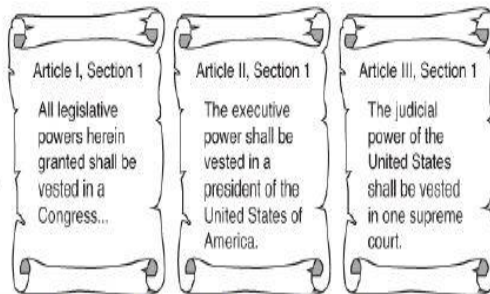 Article I, Section 1
All legislative
powers herein
granted shall be
vested in a
Congress...
Article II, Section 1
The executive
power shall be
vested in a
president of the
United States of
America.
Article III, Section 1
The judicial
power of the
United States
shall be vested
in one supreme
court.